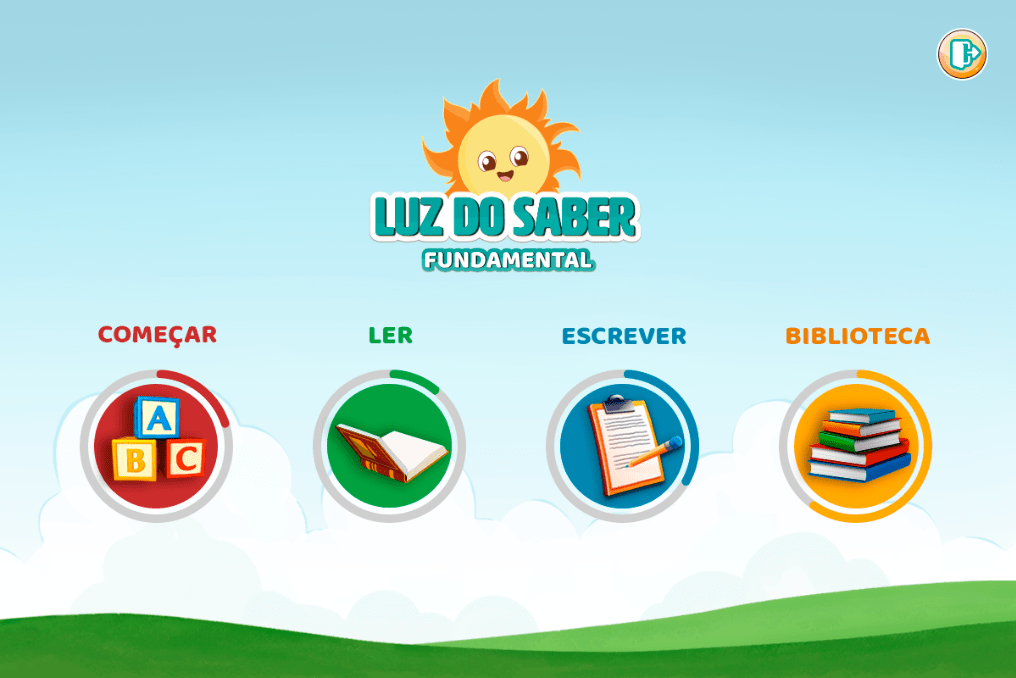 LUZ DO SABER
FUNDAMENTAL
COMEÇAR
LER
ESCREVER
BIBLIOTECA
A
B C